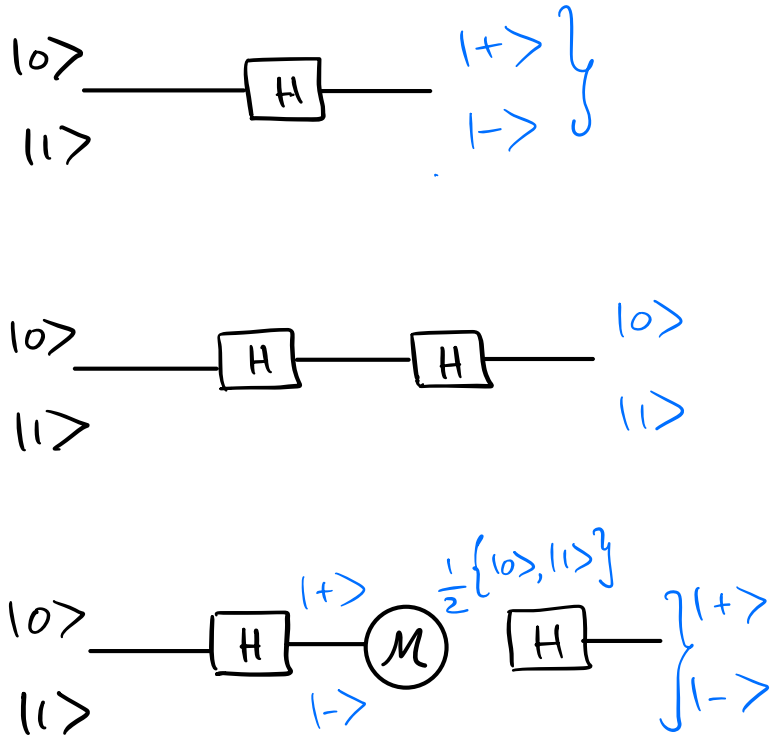 |0> H |+> }
|1> |->
|0> H H |0>
|1> |1>
|0> H |+> M 1/2 {|0>, |1>} H } |+>
|1> |-> |->